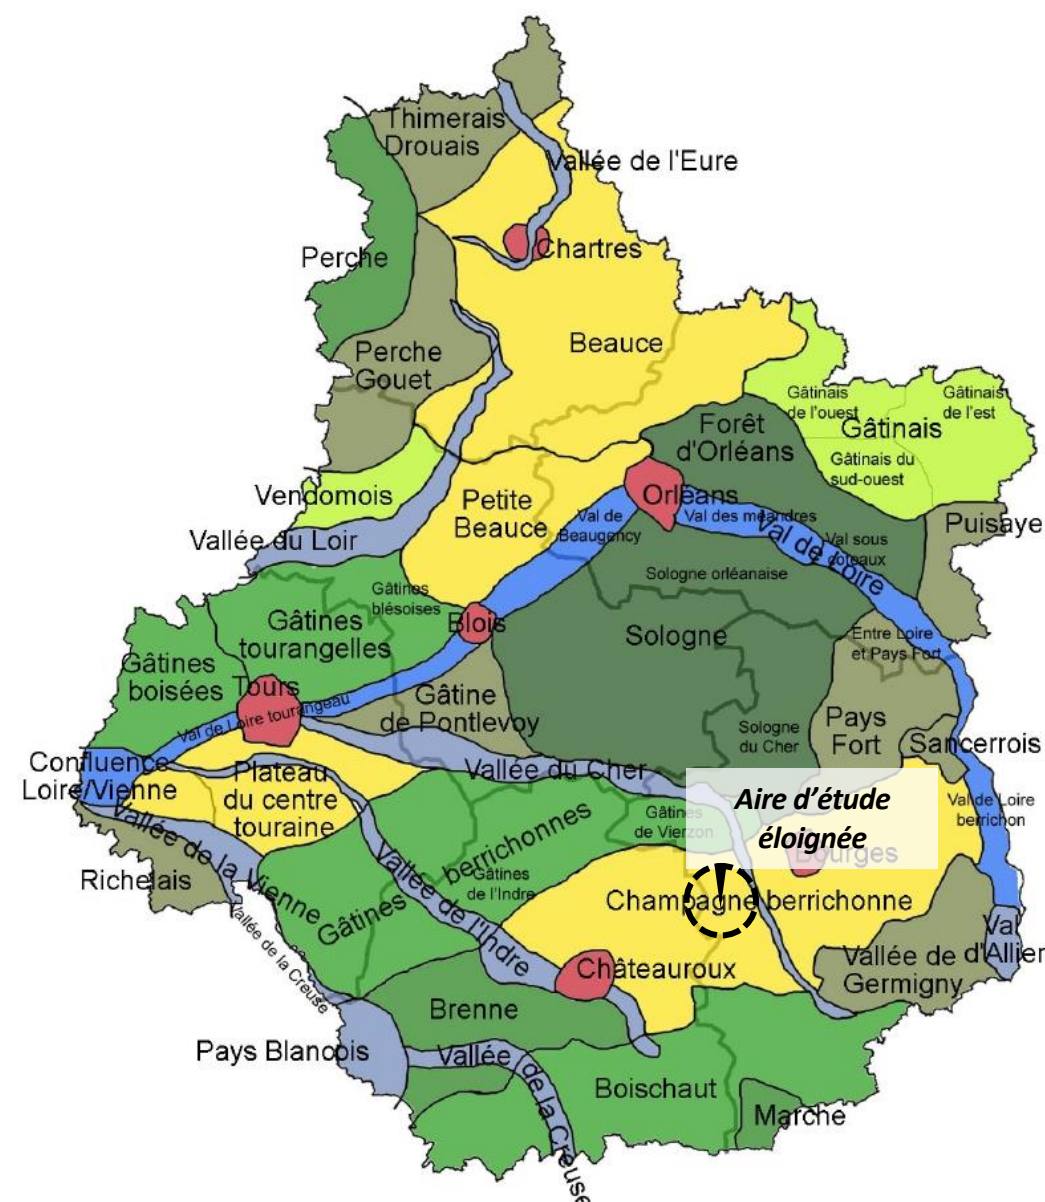 Thimerais
Drouais
Vallée de l'Eure
Chartres
Perche
Beauce
Perche
Gouet
Gâtinais
de l'ouest
Gâtinais
de l'est
Gâtinais
Forêt
d'Orléans
Gâtinais du
sud-ouest
Vendomois
Petite
Beauce
Orléans
Val des méandres
Val de
Beaugency
Puisaye
Vallée du Loir
Val de Loire
Val sous
coteaux
Sologne orléanaise
Gâtines
blésoises
Gâtines
tourangelles
Blois
Sologne
Entre Loire
et Pays Fort
Gâtines
boisées
Tours
Val de Loire tourangeau
Gâtine
de Pontlevoy
Sologne
du Cher
Pays
Fort
Sancerrois
Confluence
Loire/Vienne
Plateau
du centre
touraine
Vallée du Cher
Aire d'étude
éloignée
Gâtines
de Vierzon
Bourges
Val de Loire
berrichon
Vallée de la Vienne
Richelais
Gâtines berrichonnes
Gâtines
de l'Indre
Vallée de l'Indre
Champagne berrichonne
Vallée de la Creuse
Châteauroux
Vallée de
Germigny
Val
d'Allier
Brenne
Pays Blancois
Vallée de la Creuse
Boischaut
Marche